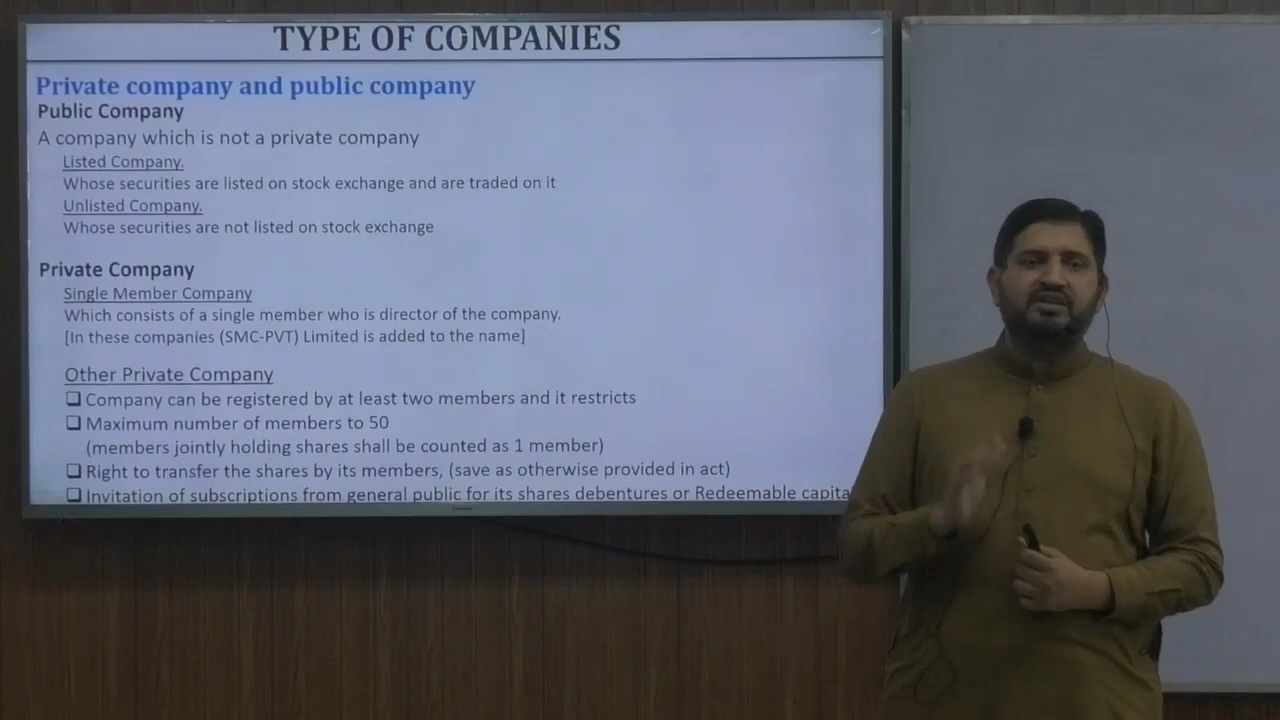 TYPE OF COMPANIES
Private company and public company
Public Company
A company which is not a private company
Listed Company.
Whose securities are listed on stock exchange and are traded on it
Unlisted Company.
Whose securities are not listed on stock exchange
Private Company
Single Member Company
Which consists of a single member who is director of the company.
[In these companies (SMC-PVT) Limited is added to the name]
Other Private Company
❑ Company can be registered by at least two members and it restricts
❑ Maximum number of members to 50
(members jointly holding shares shall be counted as 1 member)
❑ Right to transfer the shares by its members, (save as otherwise provided in act)
❑ Invitation of subscriptions from general public for its shares debentures or Redeemable capita